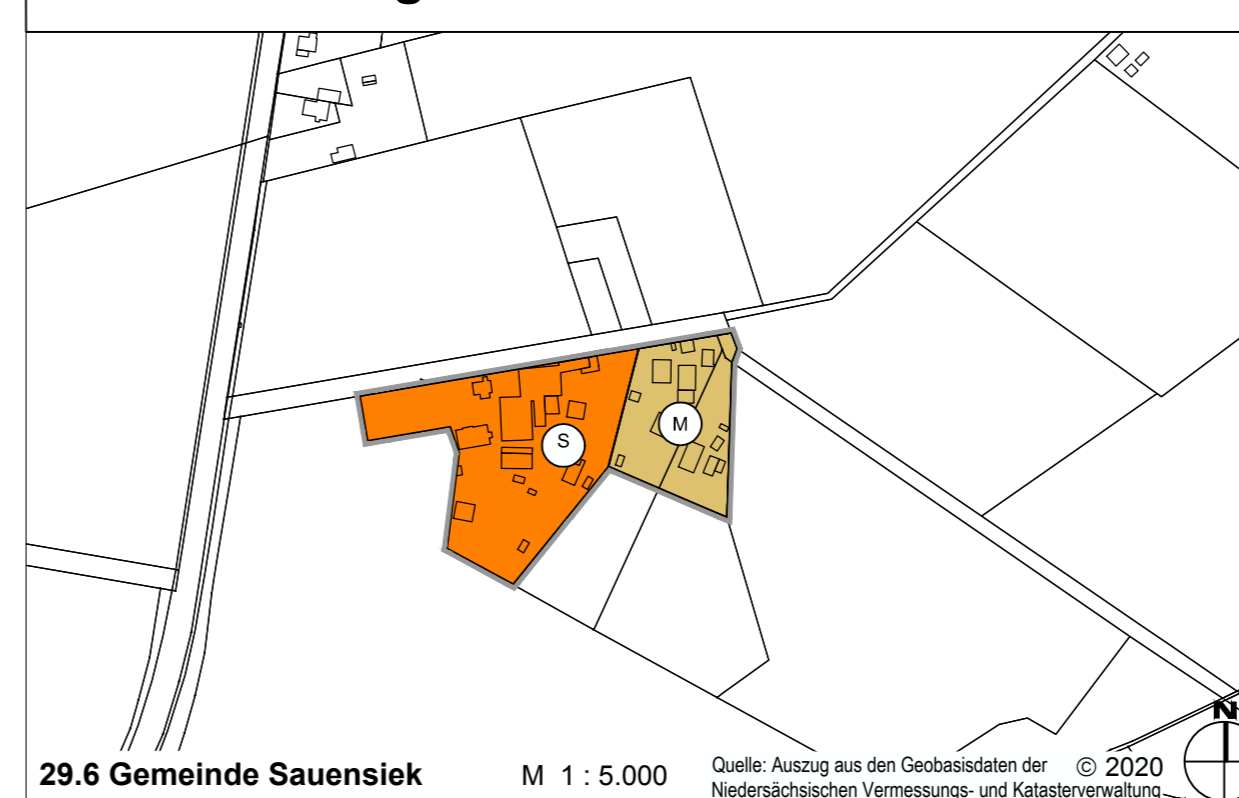 S
M
N
29.6 Gemeinde Sauensiek
M 1 : 5.000
Quelle: Auszug aus den Geobasisdaten der © 2020
Niedersächsischen Vermessungs- und Katasterverwaltung